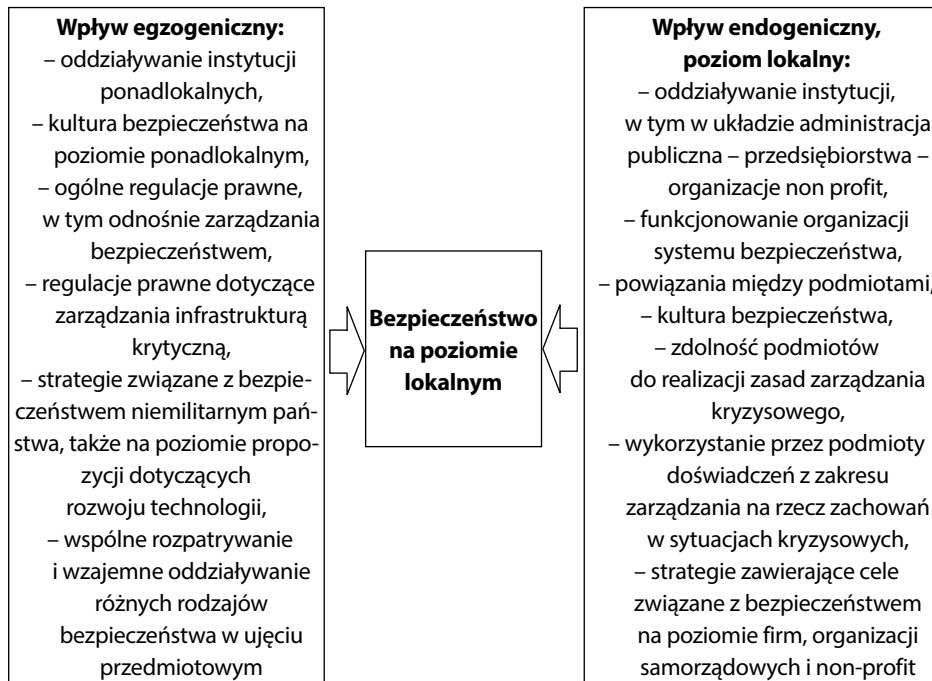 Wpływ egzogeniczny:
– oddziaływanie instytucji
ponadlokalnych,
– kultura bezpieczeństwa na
poziomie ponadlokalnym,
– ogólne regulacje prawne,
w tym odnośnie zarządzania
bezpieczeństwem,
– regulacje prawne dotyczące
zarządzania infrastrukturą
krytyczną,
– strategie związane z bezpie-
czeństwem niemilitarnym pań-
stwa, także na poziomie propo-
zycji dotyczących
rozwoju technologii,
– wspólne rozpatrywanie
i wzajemne oddziaływanie
różnych rodzajów
bezpieczeństwa w ujęciu
przedmiotowym
Bezpieczeństwo
na poziomie
lokalnym
Wpływ endogeniczny,
poziom lokalny:
– oddziaływanie instytucji,
w tym w układzie administracja
publiczna – przedsiębiorstwa –
organizacje non profit,
– funkcjonowanie organizacji
systemu bezpieczeństwa,
– powiązania między podmiotami,
– kultura bezpieczeństwa,
– zdolność podmiotów
do realizacji zasad zarządzania
kryzysowego,
– wykorzystanie przez podmioty
doświadczeń z zakresu
zarządzania na rzecz zachowań
w sytuacjach kryzysowych,
– strategie zawierające cele
związane z bezpieczeństwem
na poziomie firm, organizacji
samorządowych i non-profit